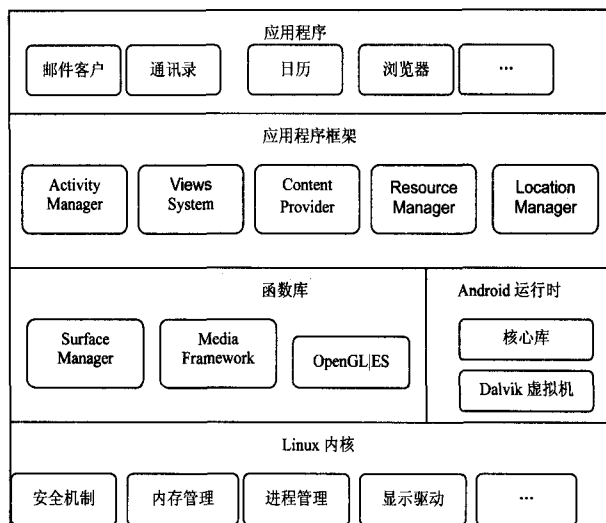 应用程序
邮件客户
通讯录
日历
浏览器
…
应用程序框架
Activity
Manager
Views
System
Content
Provider
Resource
Manager
Location
Manager
函数库
Surface
Manager
Media
Framework
OpenGL|ES
Android 运行时
核心库
Dalvik 虚拟机
Linux 内核
安全机制
内存管理
进程管理
显示驱动
…